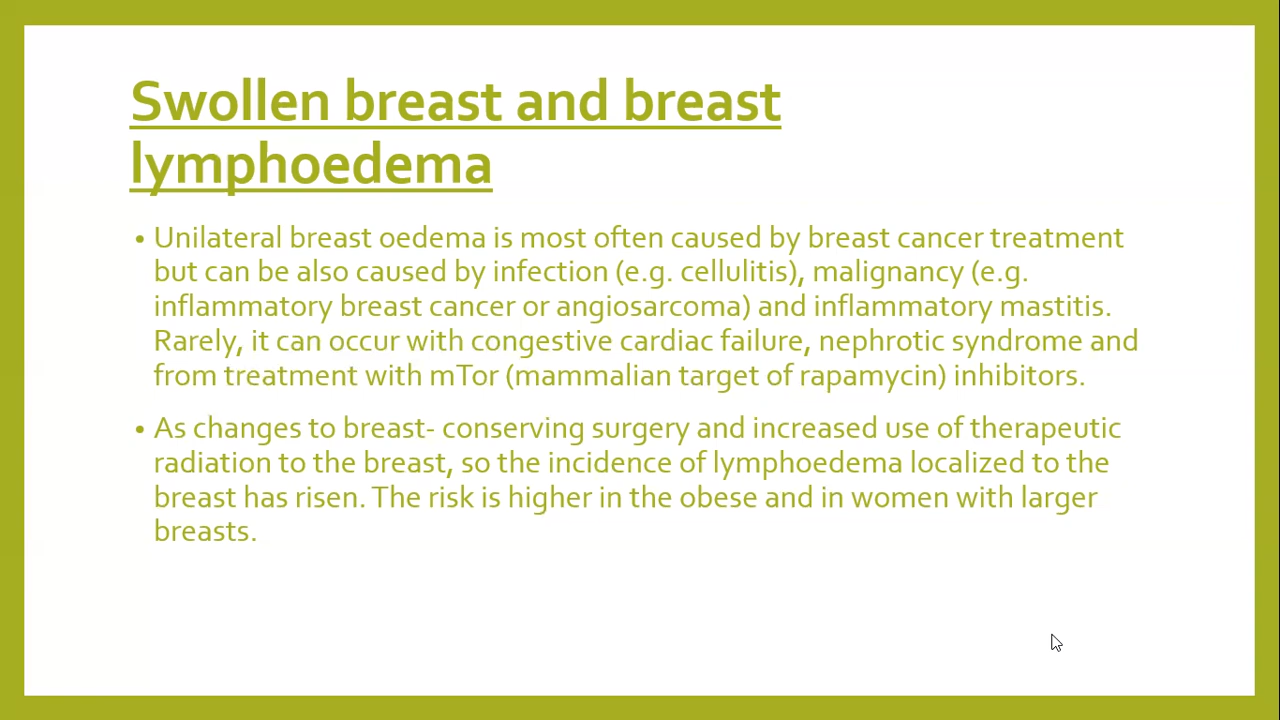 Swollen breast and breast
lymphoedema
• Unilateral breast oedema is most often caused by breast cancer treatment
but can be also caused by infection (e.g. cellulitis), malignancy (e.g.
inflammatory breast cancer or angiosarcoma) and inflammatory mastitis.
Rarely, it can occur with congestive cardiac failure, nephrotic syndrome and
from treatment with mTor (mammalian target of rapamycin) inhibitors.
• As changes to breast- conserving surgery and increased use of therapeutic
radiation to the breast, so the incidence of lymphoedema localized to the
breast has risen. The risk is higher in the obese and in women with larger
breasts.